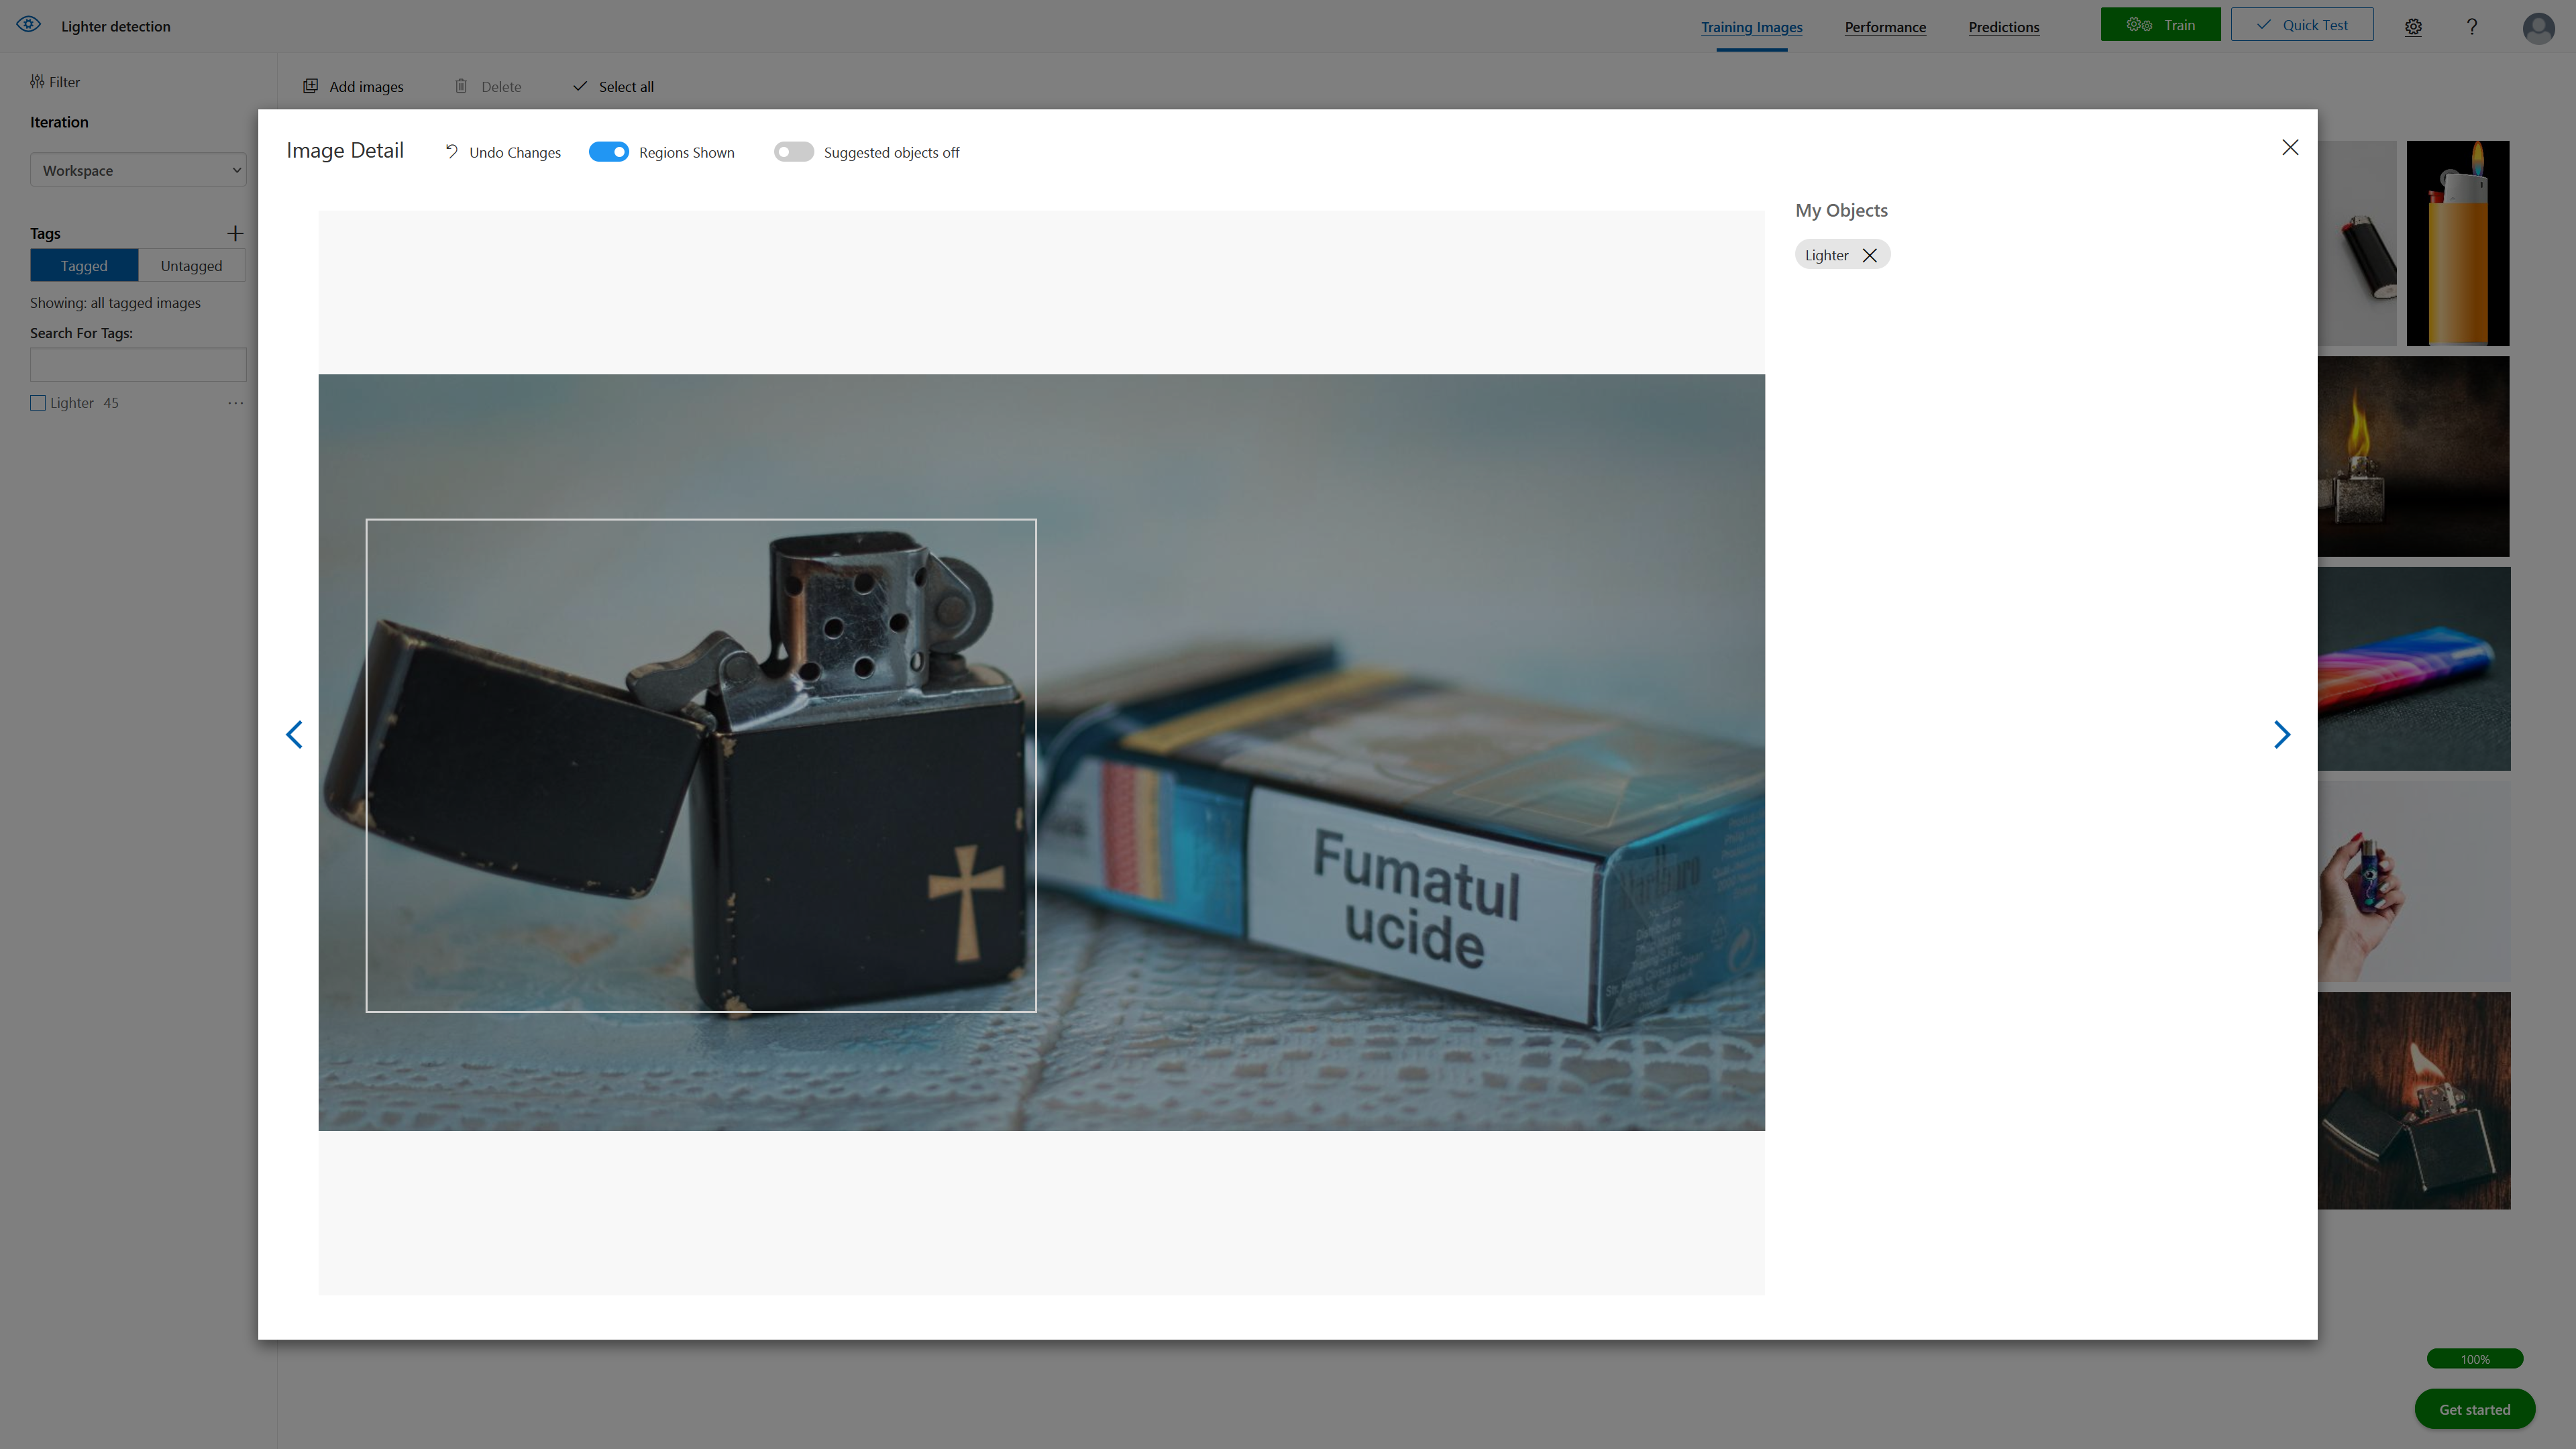 Lighter detection
Training Images
Performance
Predictions
Train
Quick Test
?
Filter
Add images
Delete
Select all
Iteration
Workspace
Tags
Tagged
Untagged
Showing: all tagged images
Search For Tags:
Lighter 45
Image Detail
Undo Changes
Regions Shown
Suggested objects off
My Objects
Lighter
Fumatul
ucide
100%
Get started